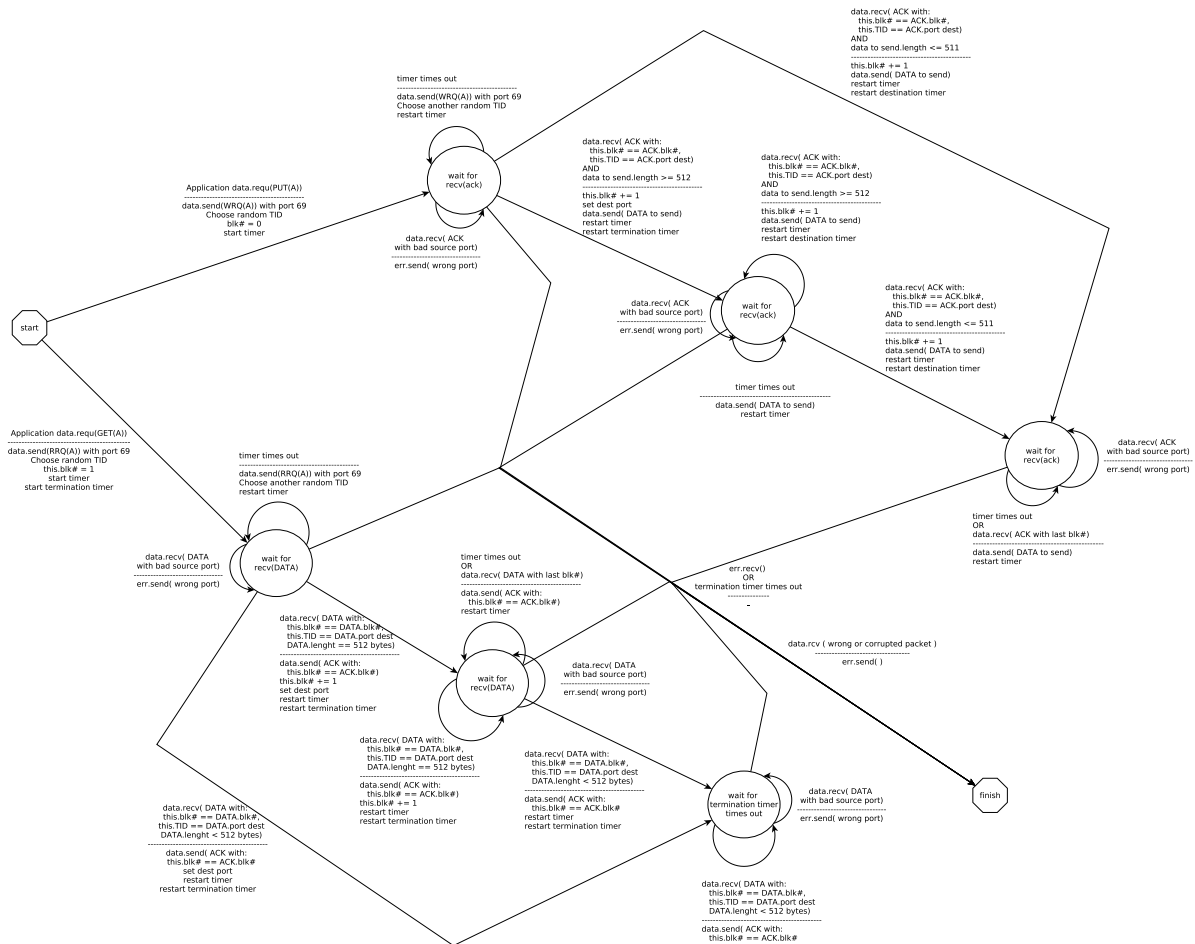 data.recv( ACK with:
this.blk# == ACK.blk#,
this.TID == ACK.port dest)
AND
data to send.length <= 511
------------------------------------------
this.blk# += 1
data.send( DATA to send)
restart timer
restart destination timer
timer times out
------------------------------------------
data.send(WRQ(A)) with port 69
Choose another random TID
restart timer
wait for
recv(ack)
data.recv( ACK
with bad source port)
------------------------------
err.send( wrong port)
Application data.requ(PUT(A))
------------------------------------------
data.send(WRQ(A)) with port 69
Choose random TID
blk# = 0
start timer
data.recv( ACK with:
this.blk# == ACK.blk#,
this.TID == ACK.port dest)
AND
data to send.length >= 512
------------------------------------------
this.blk# += 1
set dest port
data.send( DATA to send)
restart timer
restart termination timer
data.recv( ACK with:
this.blk# == ACK.blk#,
this.TID == ACK.port dest)
AND
data to send.length >= 512
------------------------------------------
this.blk# += 1
data.send( DATA to send)
restart timer
restart destination timer
start
data.recv( ACK
with bad source port)
------------------------------
err.send( wrong port)
wait for
recv(ack)
timer times out
----------------------------------------------
data.send( DATA to send)
restart timer
data.recv( ACK with:
this.blk# == ACK.blk#,
this.TID == ACK.port dest)
AND
data to send.length <= 511
------------------------------------------
this.blk# += 1
data.send( DATA to send)
restart timer
restart destination timer
wait for
recv(ack)
data.recv( ACK
with bad source port)
------------------------------
err.send( wrong port)
timer times out
OR
data.recv( ACK with last blk#)
----------------------------------------------
data.send( DATA to send)
restart timer
Application data.requ(GET(A))
------------------------------------------
data.send(RRQ(A)) with port 69
Choose random TID
this.blk# = 1
start timer
start termination timer
timer times out
------------------------------------------
data.send(RRQ(A)) with port 69
Choose another random TID
restart timer
data.recv( DATA
with bad source port)
------------------------------
err.send( wrong port)
wait for
recv(DATA)
data.recv( DATA with:
this.blk# == DATA.blk#,
this.TID == DATA.port dest
DATA.lenght == 512 bytes)
------------------------------------------
data.send( ACK with:
this.blk# == ACK.blk#)
this.blk# += 1
set dest port
restart timer
restart termination timer
timer times out
OR
data.recv( DATA with last blk#)
------------------------------------------
data.send( ACK with:
this.blk# == ACK.blk#)
restart timer
wait for
recv(DATA)
data.recv( DATA
with bad source port)
------------------------------
err.send( wrong port)
err.recv()
OR
termination timer times out
---------------
-
data.rcv ( wrong or corrupted packet )
---------------------------------
err.send( )
data.recv( DATA with:
this.blk# == DATA.blk#,
this.TID == DATA.port dest
DATA.lenght == 512 bytes)
------------------------------------------
data.send( ACK with:
this.blk# == ACK.blk#)
this.blk# += 1
restart timer
restart termination timer
data.recv( DATA with:
this.blk# == DATA.blk#,
this.TID == DATA.port dest
DATA.lenght < 512 bytes)
------------------------------------------
data.send( ACK with:
this.blk# == ACK.blk#
restart timer
restart termination timer
wait for
termination timer
times out
data.recv( DATA
with bad source port)
------------------------------
err.send( wrong port)
finish
data.recv( DATA with:
this.blk# == DATA.blk#,
this.TID == DATA.port dest
DATA.lenght < 512 bytes)
------------------------------------------
data.send( ACK with:
this.blk# == ACK.blk#
set dest port
restart timer
restart termination timer
data.recv( DATA with:
this.blk# == DATA.blk#,
this.TID == DATA.port dest
DATA.lenght < 512 bytes)
------------------------------------------
data.send( ACK with:
this.blk# == ACK.blk#